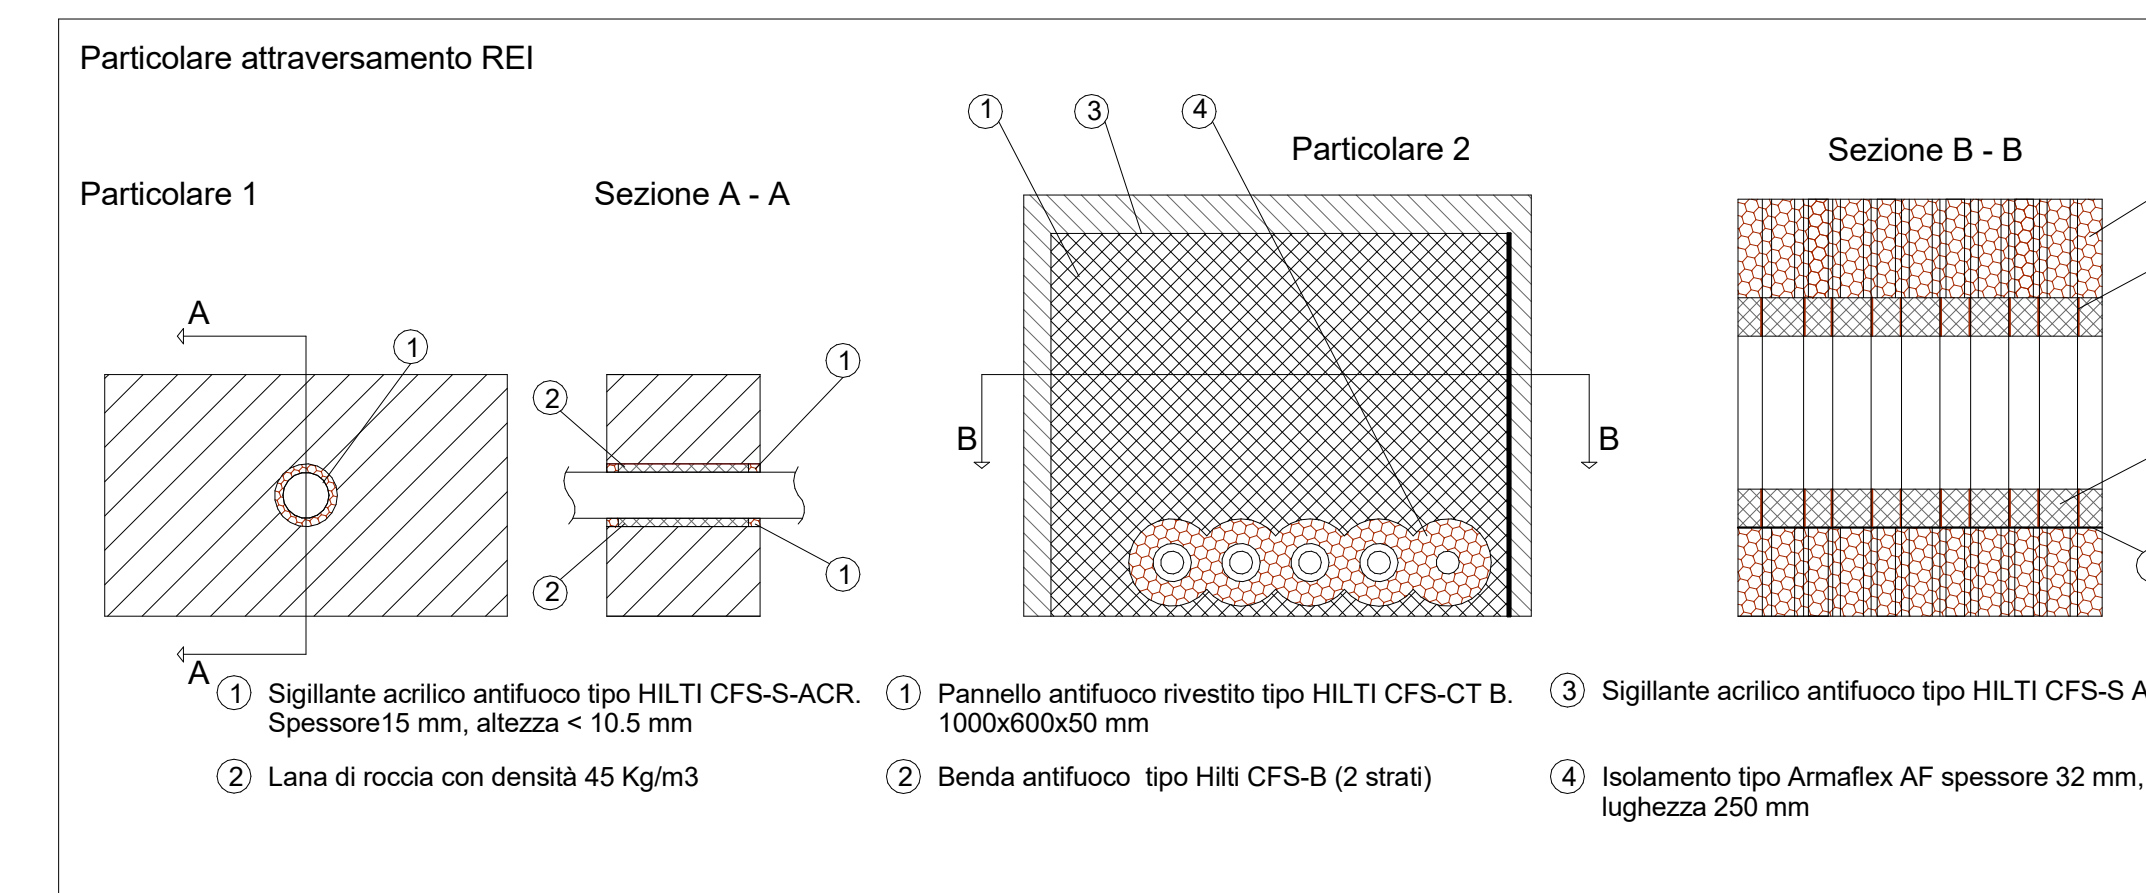 Particolare attraversamento REI
1
3
4
Particolare 2
Sezione B - B
Particolare 1
Sezione A - A
A
1
2
1
B
B
2
1
A
1 Sigillante acrilico antifuoco tipo HILTI CFS-S-ACR.
Spessore15 mm, altezza < 10.5 mm
2 Lana di roccia con densità 45 Kg/m3
1 Pannello antifuoco rivestito tipo HILTI CFS-CT B.
1000x600x50 mm
2 Benda antifuoco  tipo Hilti CFS-B (2 strati)
3 Sigillante acrilico antifuoco tipo HILTI CFS-S A
4 Isolamento tipo Armaflex AF spessore 32 mm,
lughezza 250 mm